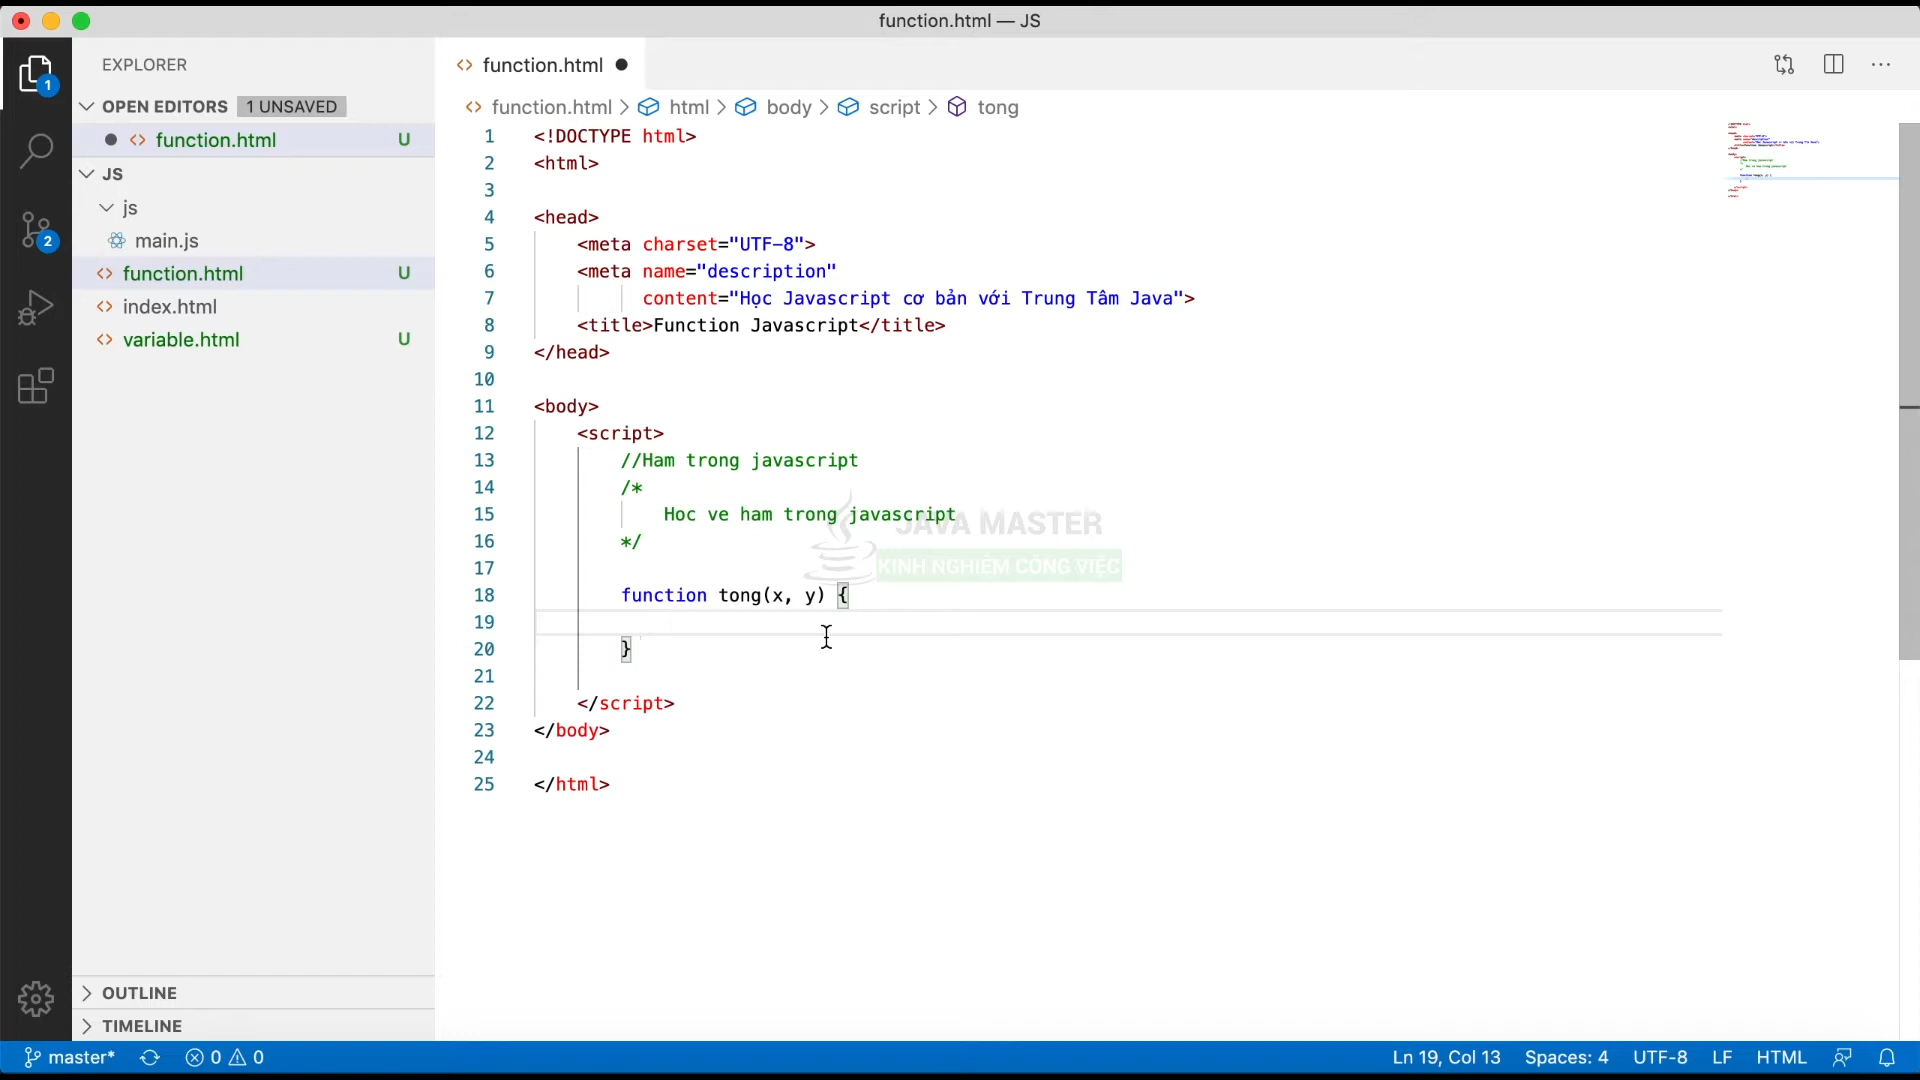 function.html — JS
EXPLORER
OPEN EDITORS 1 UNSAVED
function.html U
JS
js
main.js
function.html U
index.html
variable.html U
OUTLINE
TIMELINE
function.html
function.html > html > body > script > tong
1 <!DOCTYPE html>
2 <html>
3
4 <head>
5 <meta charset="UTF-8">
6 <meta name="description"
7 content="Học Javascript cơ bản với Trung Tâm Java">
8 <title>Function Javascript</title>
9 </head>
10
11 <body>
12 <script>
13 //Ham trong javascript
14 /*
15 Hoc ve ham trong javascript
16 */
17
18 function tong(x, y) {
19
20 }
21
22 </script>
23 </body>
24
25 </html>
JAVA MASTER
KINH NGHIỆM CÔNG VIỆC
1
2
master* 0 0 Ln 19, Col 13 Spaces: 4 UTF-8 LF HTML